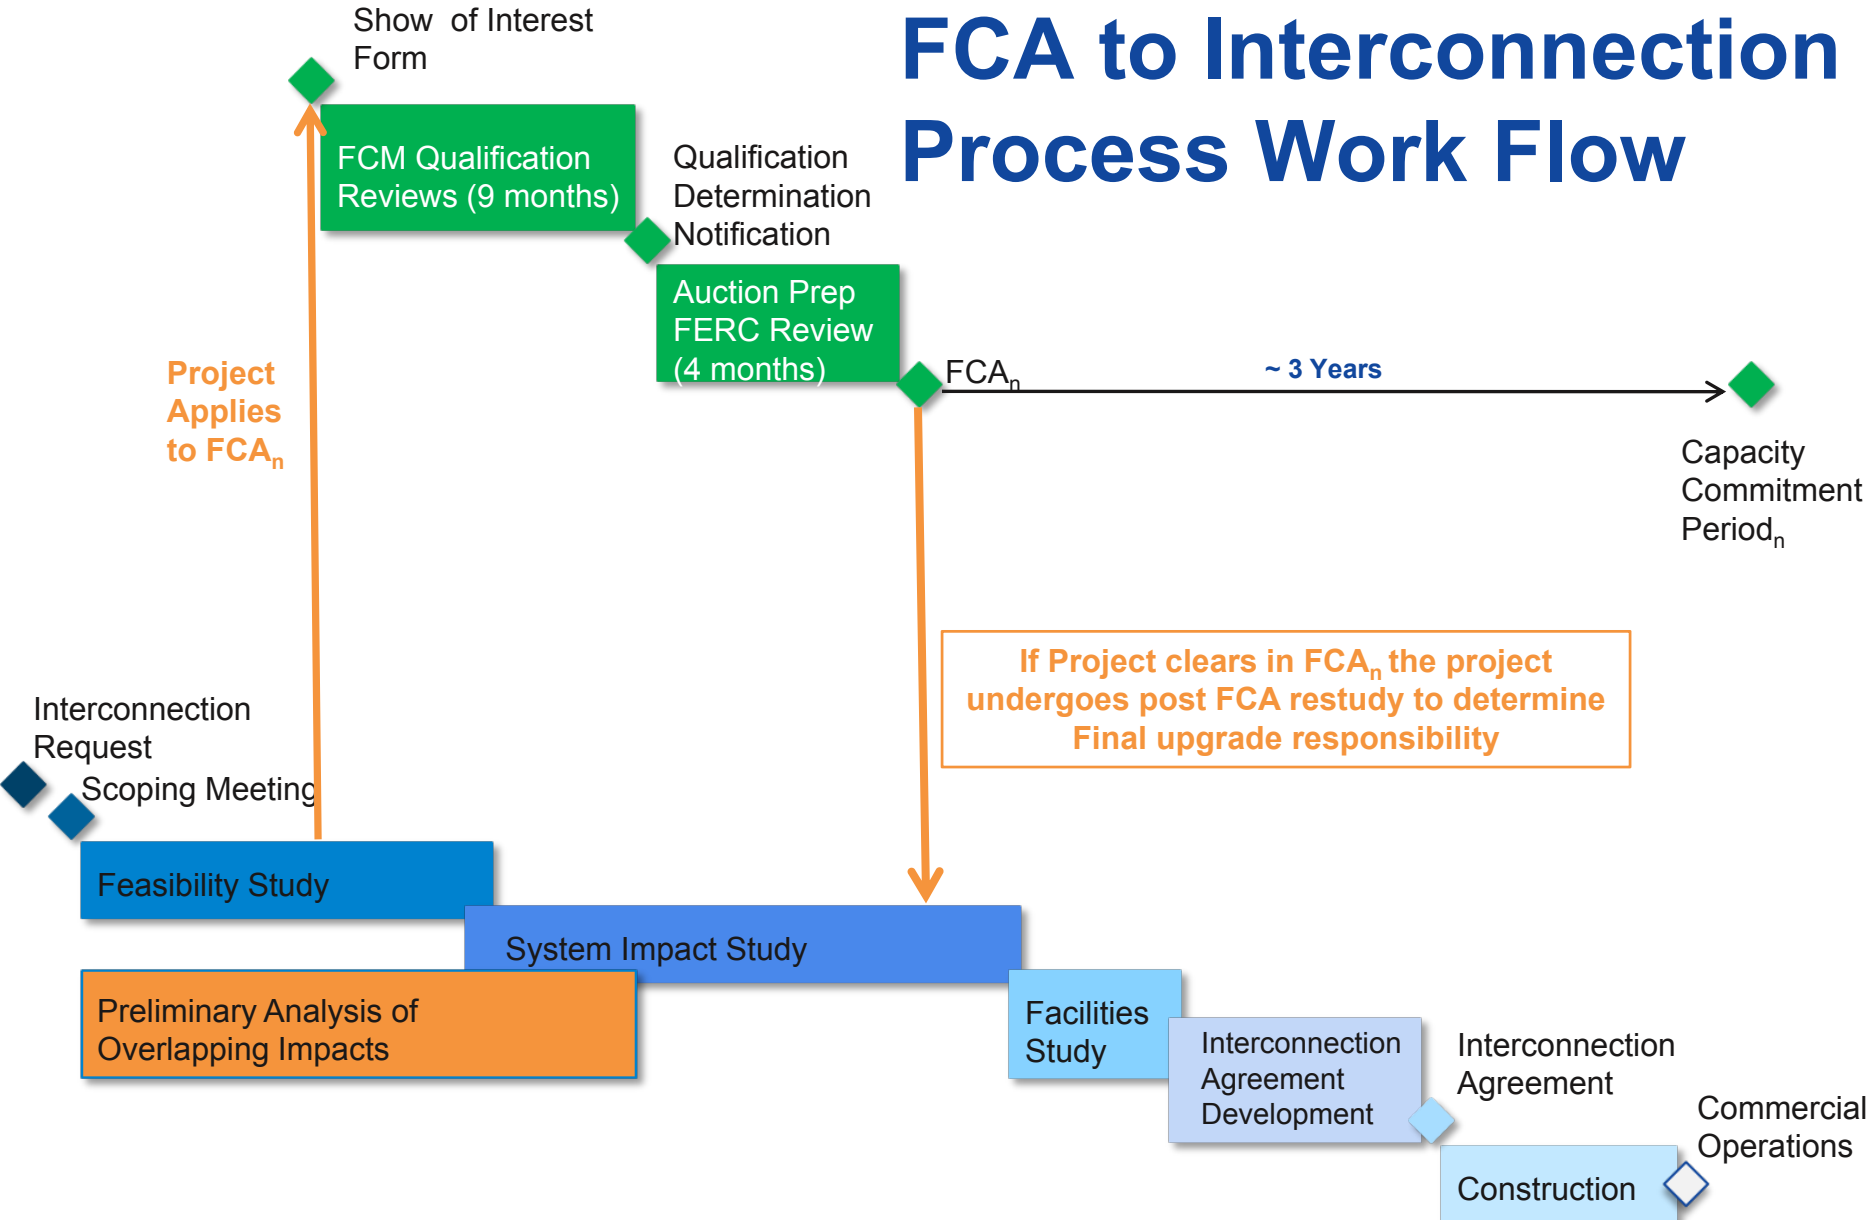 Show of Interest
Form
FCA to Interconnection
Process Work Flow
FCM Qualification
Reviews (9 months)
Qualification
Determination
Notification
Auction Prep
FERC Review
(4 months)
Project
Applies
to FCAn
FCAn
~ 3 Years
Capacity
Commitment
Periodn
If Project clears in FCAn the project
undergoes post FCA restudy to determine
Final upgrade responsibility
Interconnection
Request
Scoping Meeting
Feasibility Study
System Impact Study
Preliminary Analysis of
Overlapping Impacts
Facilities
Study
Interconnection
Agreement
Development
Interconnection
Agreement
Commercial
Operations
Construction